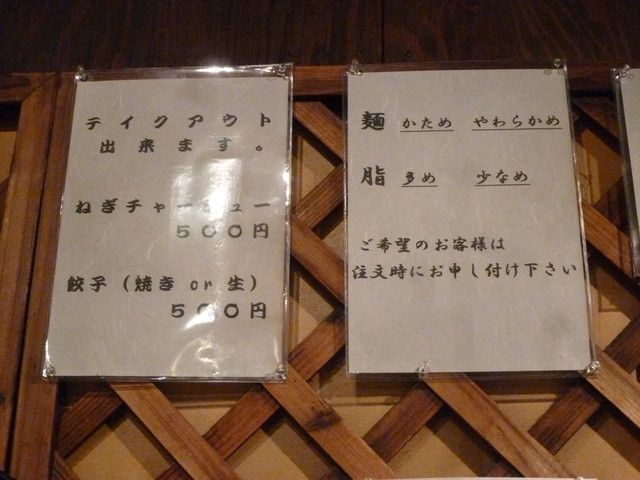 テイクアウト
出来ます。
ねぎチャーシュー
500円
餃子(焼き or 生)
500円
麺 かため やわらかめ
脂 多め 少なめ
ご希望のお客様は
注文時にお申し付け下さい